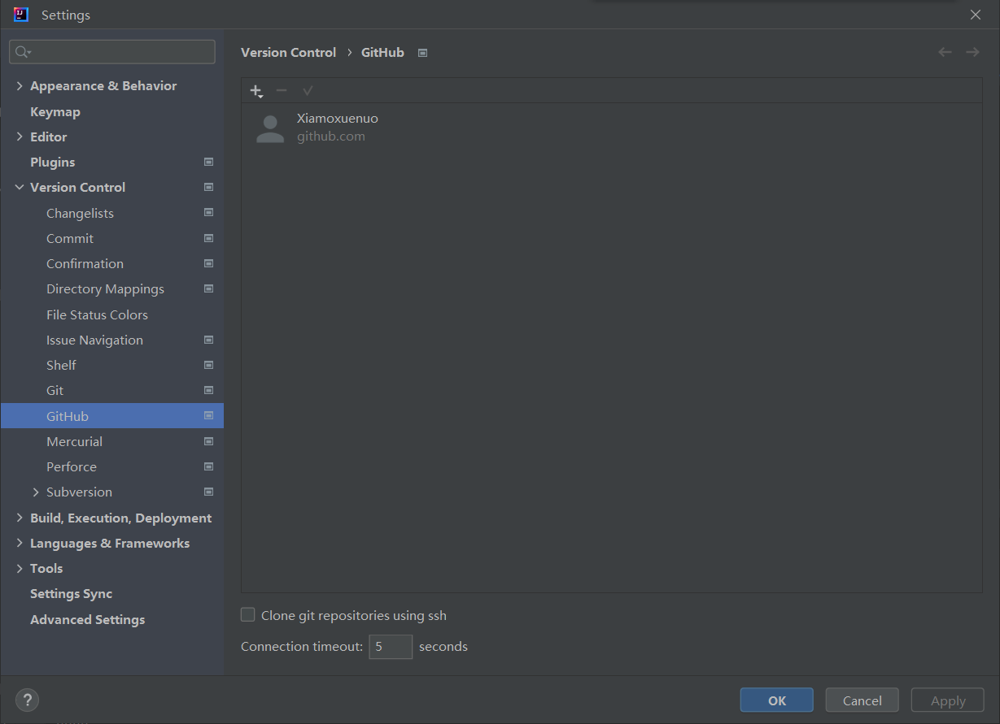 Settings
Version Control › GitHub
Appearance & Behavior
Keymap
Editor
Plugins
Version Control
Changelists
Commit
Confirmation
Directory Mappings
File Status Colors
Issue Navigation
Shelf
Git
GitHub
Mercurial
Perforce
Subversion
Build, Execution, Deployment
Languages & Frameworks
Tools
Settings Sync
Advanced Settings
Xiamoxuenuo
github.com
Clone git repositories using ssh
Connection timeout: 5 seconds
?
OK Cancel Apply